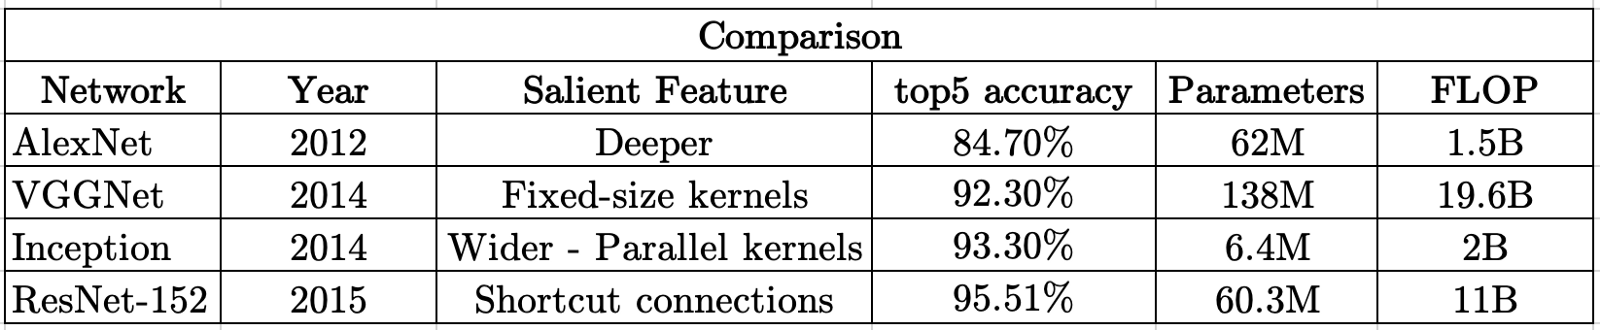 Comparison
Network Year Salient Feature top5 accuracy Parameters FLOP
AlexNet 2012 Deeper 84.70% 62M 1.5B
VGGNet 2014 Fixed-size kernels 92.30% 138M 19.6B
Inception 2014 Wider - Parallel kernels 93.30% 6.4M 2B
ResNet-152 2015 Shortcut connections 95.51% 60.3M 11B